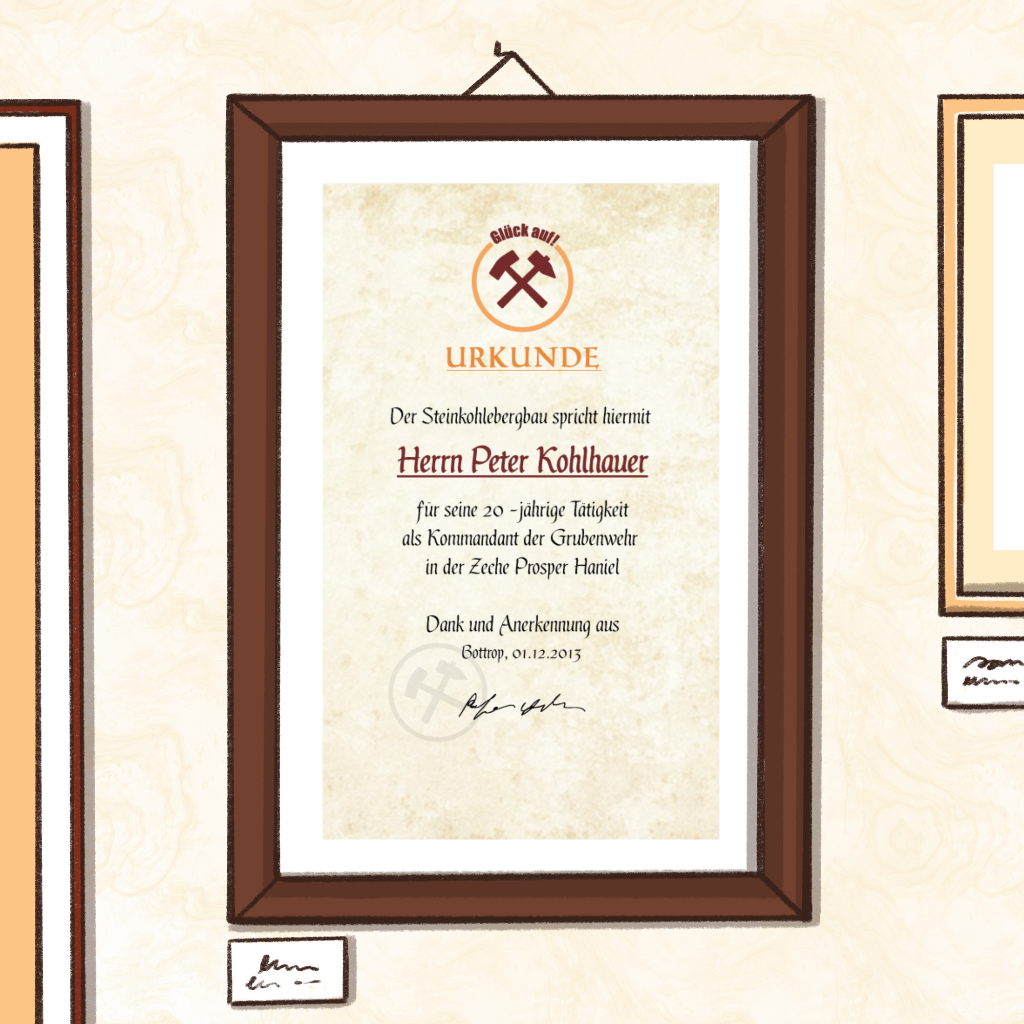 Glück auf!
URKUNDE
Der Steinkohlebergbau spricht hiermit
Herrn Peter Kohlhauer
für seine 20 -jährige Tätigkeit
als Kommandant der Grubenwehr
in der Zeche Prosper Haniel
Dank und Anerkennung aus
Bottrop, 01.12.2013